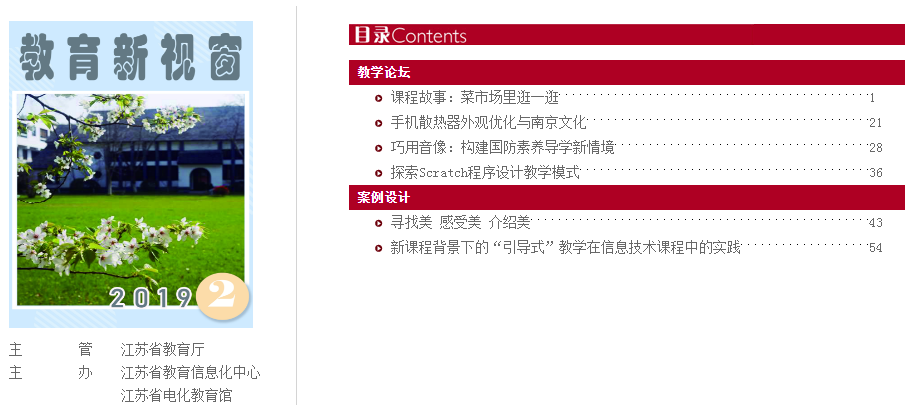 教育新视窗
2019 2
主 管 江苏省教育厅
主 办 江苏省教育信息化中心
江苏省电化教育馆
目录Contents
教学论坛
课程故事：菜市场里逛一逛 1
手机散热器外观优化与南京文化 21
巧用音像：构建国防素养导学新情境 28
探索Scratch程序设计教学模式 36
案例设计
寻找美 感受美 介绍美 43
新课程背景下的“引导式”教学在信息技术课程中的实践 54